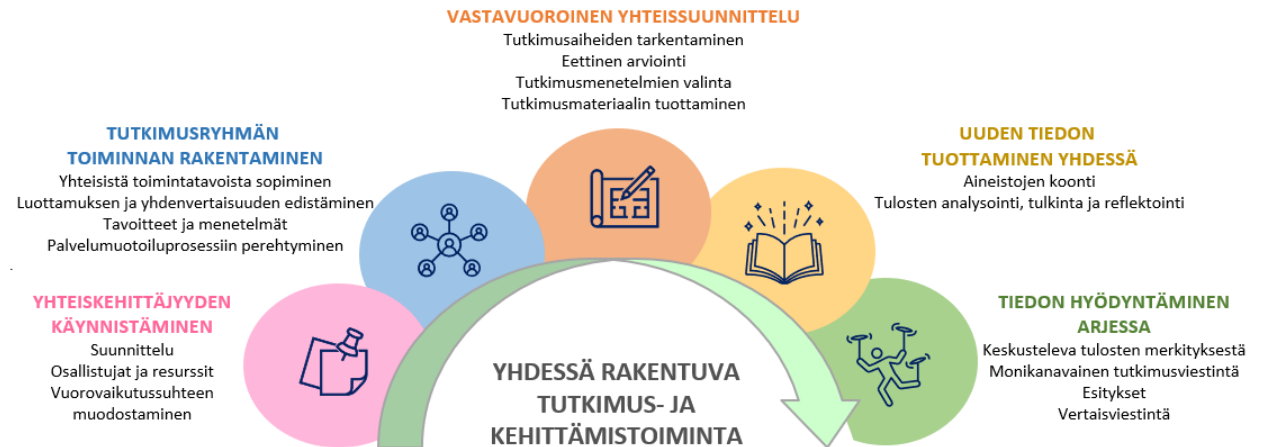 YHTEISKEHITTÄJYYDEN
KÄYNNISTÄMINEN
Suunnittelu
Osallistujat ja resurssit
Vuorovaikutussuhteen
muodostaminen
TUTKIMUSRYHMÄN
TOIMINNAN RAKENTAMINEN
Yhteisistä toimintatavoista sopiminen
Luottamuksen ja yhdenvertaisuuden edistäminen
Tavoitteet ja menetelmät
Palvelumuotoiluprosessiin perehtyminen
VASTAVUOROINEN YHTEISSUUNNITTELU
Tutkimusaiheiden tarkentaminen
Eettinen arviointi
Tutkimusmenetelmien valinta
Tutkimusmateriaalin tuottaminen
UUDEN TIEDON
TUOTTAMINEN YHDESSÄ
Aineistojen koonti
Tulosten analysointi, tulkinta ja reflektointi
TIEDON HYÖDYNTÄMINEN
ARJESSA
Keskusteleva tulosten merkityksestä
Monikanavainen tutkimusviestintä
Esitykset
Vertaisviestintä
YHDESSÄ RAKENTUVA
TUTKIMUS- JA
KEHITTÄMISTOIMINTA